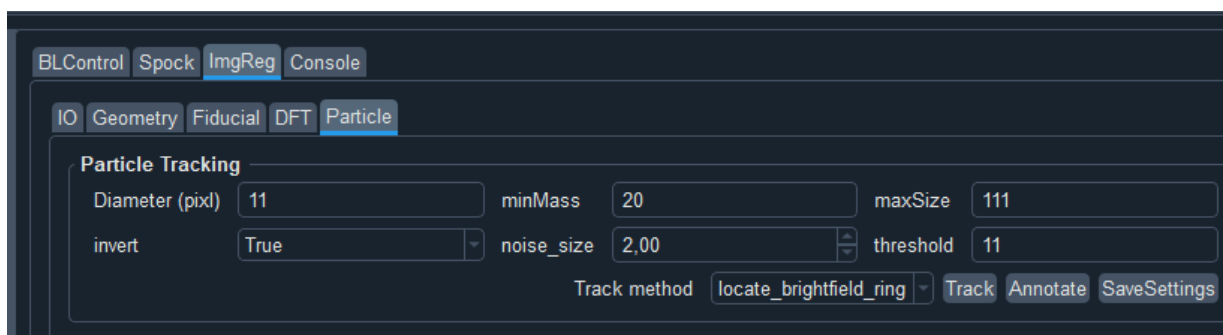 BLControl Spock ImgReg Console
IO Geometry Fiducial DFT Particle
Particle Tracking
Diameter (pixl) 11 minMass 20 maxSize 111
invert True noise_size 2,00 threshold 11
Track method locate_brightfield_ring Track Annotate SaveSettings